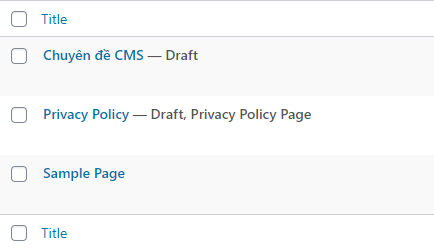 Title
Chuyên đề CMS — Draft
Privacy Policy — Draft, Privacy Policy Page
Sample Page
Title